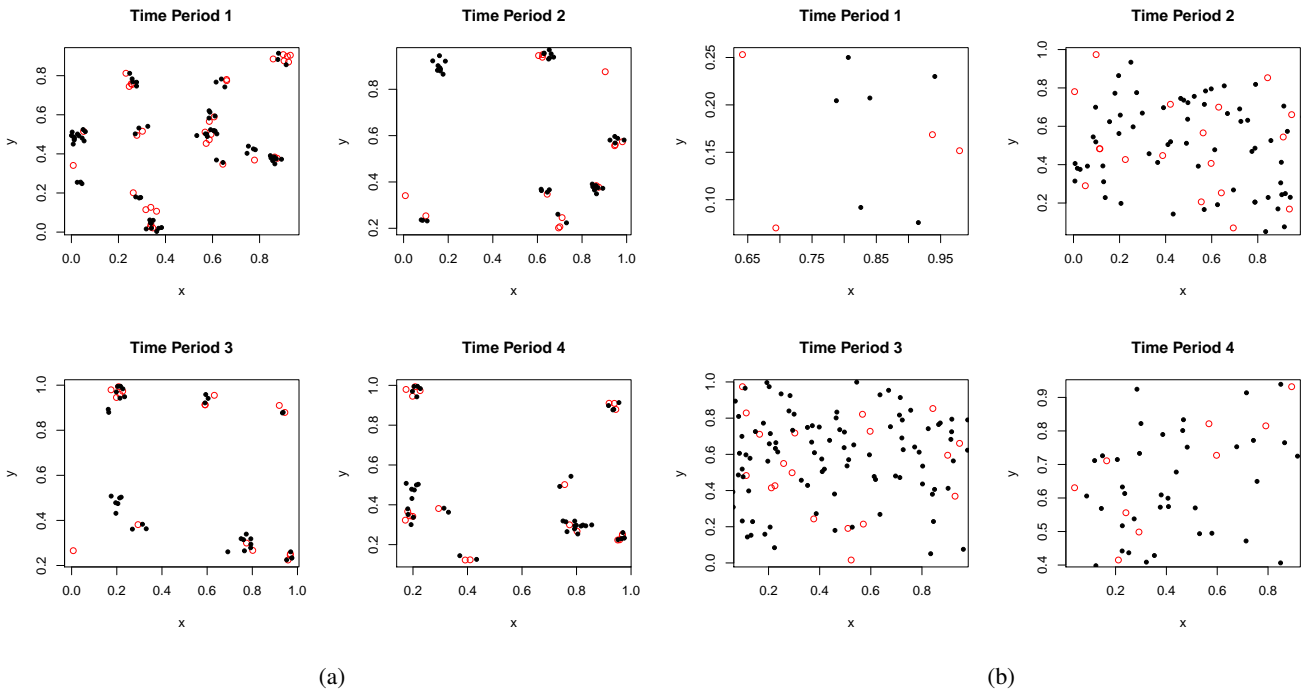 Time Period 1
Time Period 2
Time Period 1
Time Period 2
0.0 0.2 0.4 0.6 0.8
y
0.0 0.2 0.4 0.6 0.8
x
0.2 0.4 0.6 0.8
y
0.0 0.2 0.4 0.6 0.8 1.0
x
0.10 0.15 0.20 0.25
y
0.65 0.75 0.85 0.95
x
0.2 0.4 0.6 0.8 1.0
y
0.0 0.2 0.4 0.6 0.8
x
Time Period 3
Time Period 4
Time Period 3
Time Period 4
0.2 0.4 0.6 0.8 1.0
y
0.0 0.2 0.4 0.6 0.8 1.0
x
0.2 0.4 0.6 0.8 1.0
y
0.2 0.4 0.6 0.8 1.0
x
0.0 0.2 0.4 0.6 0.8 1.0
y
0.2 0.4 0.6 0.8
x
0.4 0.5 0.6 0.7 0.8 0.9
y
0.2 0.4 0.6 0.8
x
(a)
(b)